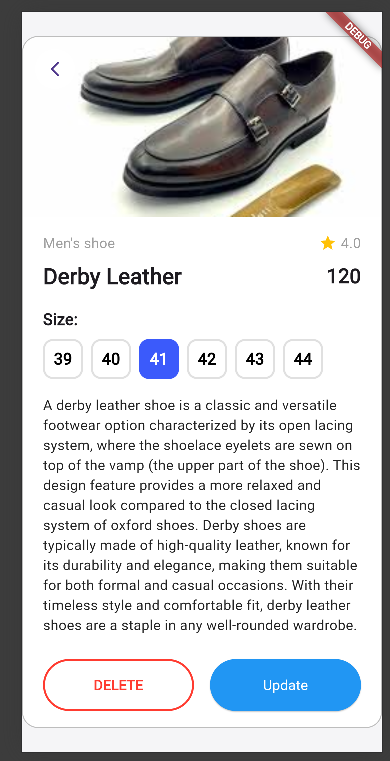 DEBUG
Men's shoe
4.0
Derby Leather
120
Size:
39 40 41 42 43 44
A derby leather shoe is a classic and versatile
footwear option characterized by its open lacing
system, where the shoelace eyelets are sewn on
top of the vamp (the upper part of the shoe). This
design feature provides a more relaxed and
casual look compared to the closed lacing
system of oxford shoes. Derby shoes are
typically made of high-quality leather, known for
its durability and elegance, making them suitable
for both formal and casual occasions. With their
timeless style and comfortable fit, derby leather
shoes are a staple in any well-rounded wardrobe.
DELETE
Update